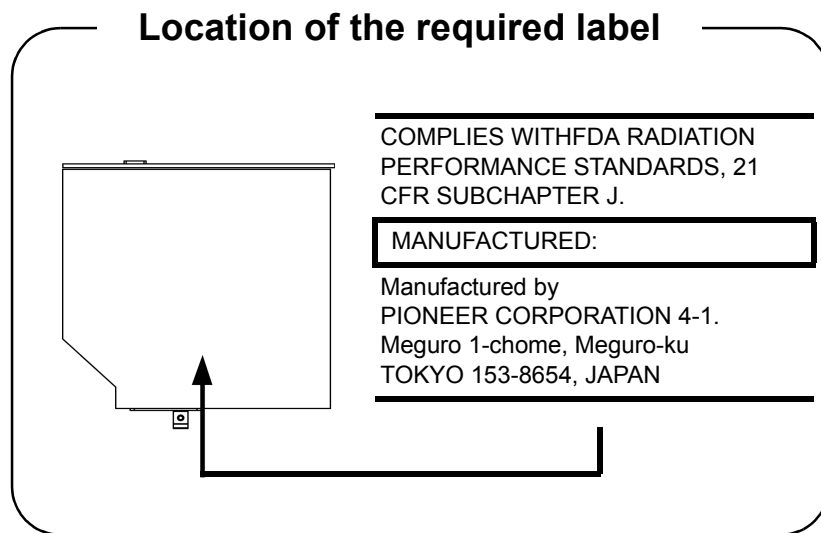 Location of the required label
COMPLIES WITHFDA RADIATION
PERFORMANCE STANDARDS, 21
CFR SUBCHAPTER J.
MANUFACTURED:
Manufactured by
PIONEER CORPORATION 4-1.
Meguro 1-chome, Meguro-ku
TOKYO 153-8654, JAPAN